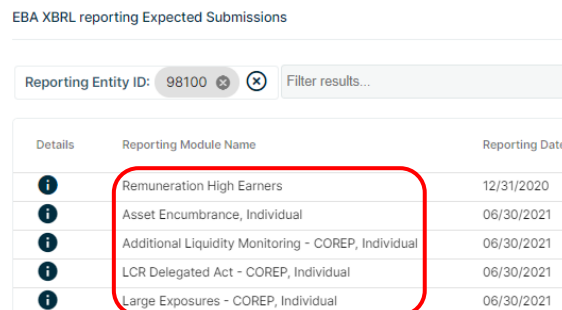 EBA XBRL reporting Expected Submissions
Reporting Entity ID: 98100 Filter results...
Details Reporting Module Name Reporting Date
Remuneration High Earners 12/31/2020
Asset Encumbrance, Individual 06/30/2021
Additional Liquidity Monitoring - COREP, Individual 06/30/2021
LCR Delegated Act - COREP, Individual 06/30/2021
Large Exposures - COREP, Individual 06/30/2021